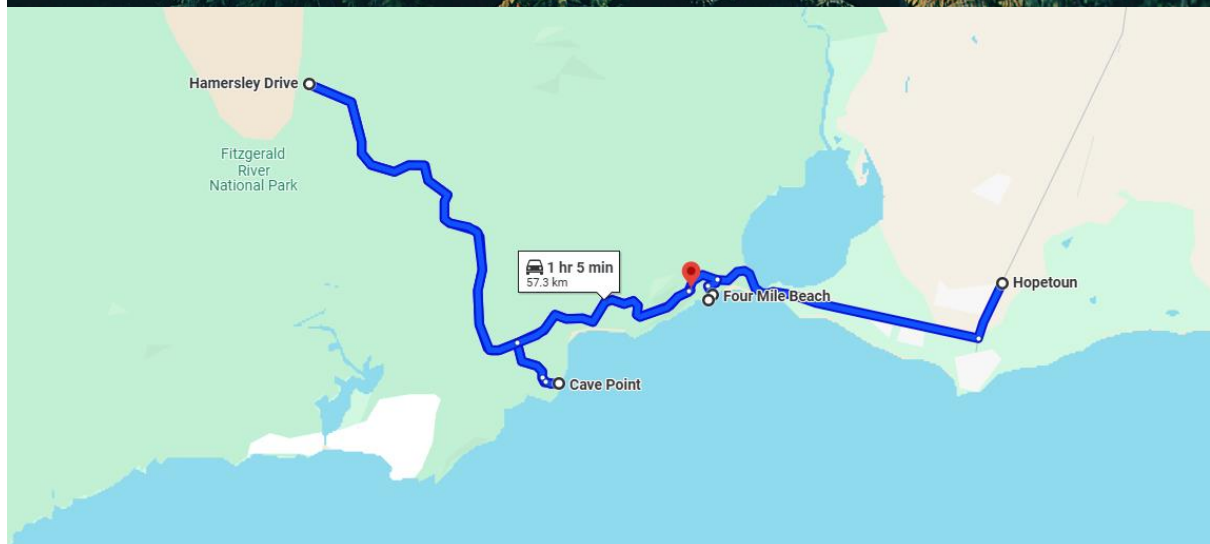 Hamersley Drive
Fitzgerald
River
National Park
1 hr 5 min
57.3 km
Hopetoun
Four Mile Beach
Cave Point